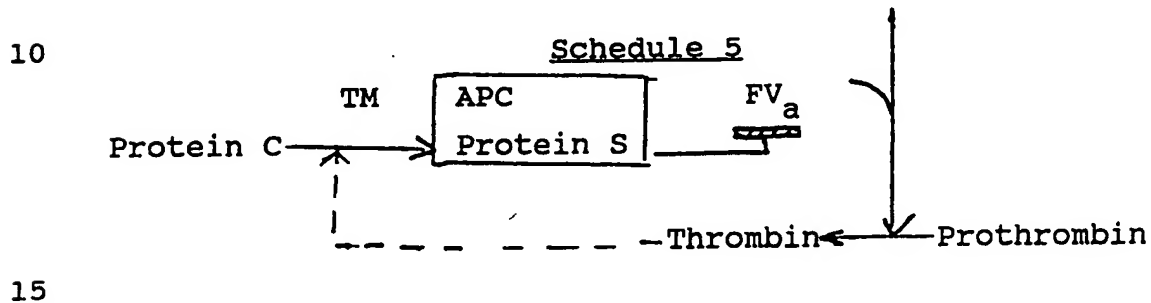 10
Schedule 5
TM APC FVa
Protein C Protein S
Thrombin Prothrombin
15